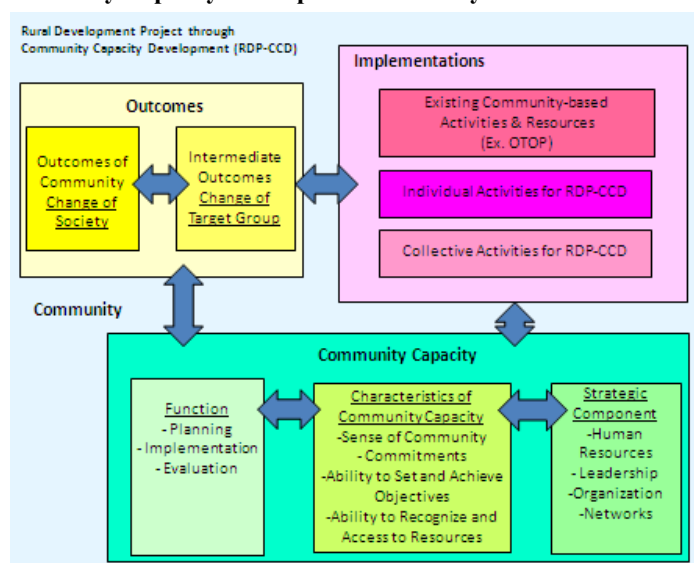 Rural Development Project through
Community Capacity Development (RDP-CCD)
Outcomes
Outcomes of
Community
Change of
Society
Intermediate
Outcomes
Change of
Target Group
Implementations
Existing Community-based
Activities & Resources
(Ex. OTOP)
Individual Activities for RDP-CCD
Collective Activities for RDP-CCD
Community
Community Capacity
Function
- Planning
- Implementation
- Evaluation
Characteristics of
Community Capacity
-Sense of Community
- Commitments
-Ability to Set and Achieve
Objectives
-Ability to Recognize and
Access to Resources
Strategic
Component
-Human
Resources
-Leadership
-Organization
-Networks